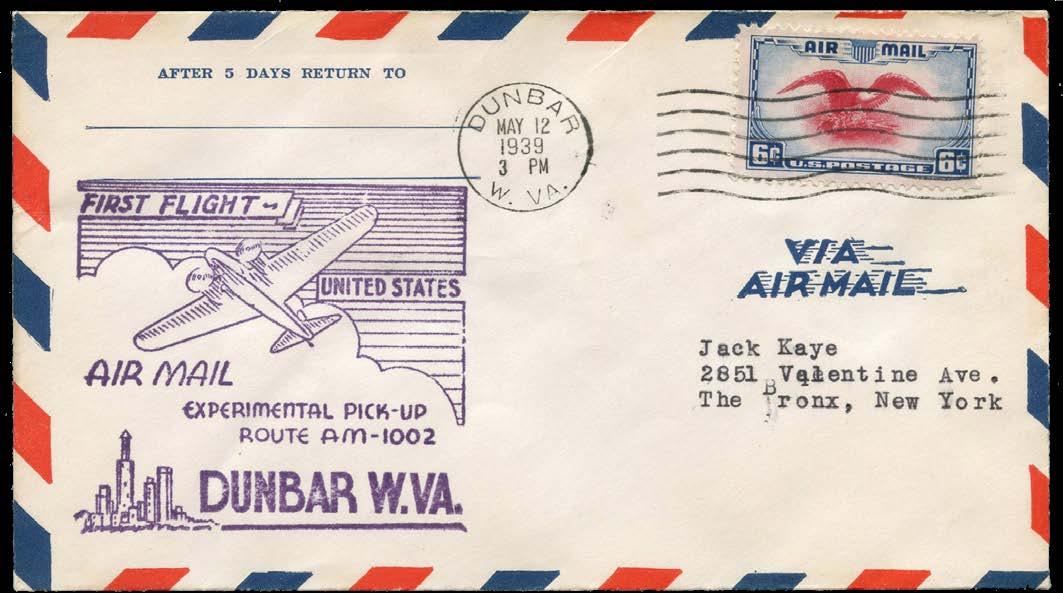 AFTER 5 DAYS RETURN TO
DUNBAR
MAY 12
1939
3 PM
W. VA.
AIR MAIL
6¢ U.S. POSTAGE 6¢
FIRST FLIGHT
UNITED STATES
AIR MAIL
EXPERIMENTAL PICK-UP
ROUTE AM-1002
DUNBAR W.VA.
VIA
AIR MAIL
Jack Kaye
2851 Valentine Ave.
The Bronx, New York